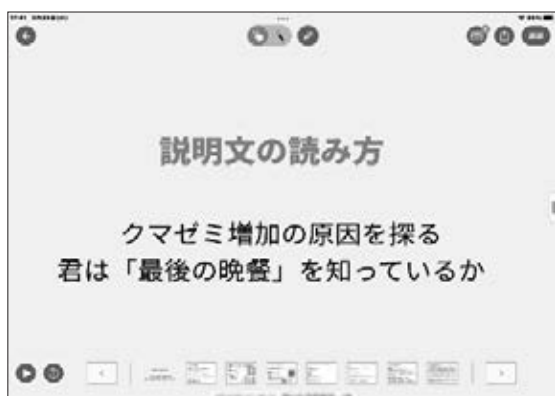 説明文の読み方
クマゼミ増加の原因を探る
君は「最後の晩餐」を知っているか